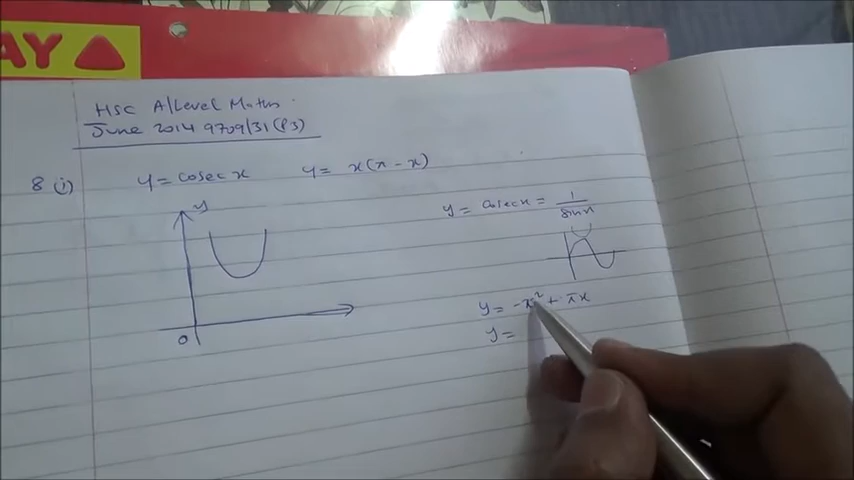 AY
HSC A/Level Maths
June 2014 9709/31 (P3)
8 (i) y = cosec x y = x(π - x)
y
y = cosec x = 1/sin x
y = -x² + πx
y =
0